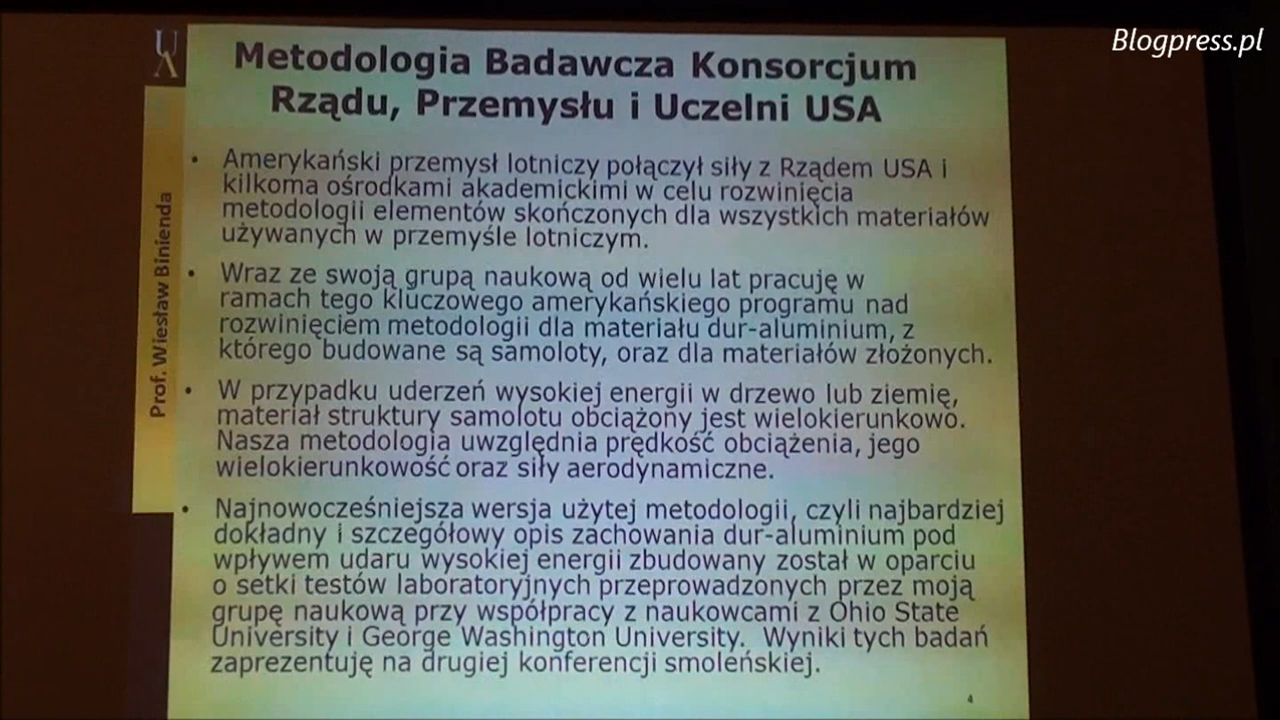 Blogpress.pl
UA
Metodologia Badawcza Konsorcjum
Rządu, Przemysłu i Uczelni USA
Prof. Wiesław Binienda
• Amerykański przemysł lotniczy połączył siły z Rządem USA i
kilkoma ośrodkami akademickimi w celu rozwinięcia
metodologii elementów skończonych dla wszystkich materiałów
używanych w przemyśle lotniczym.
• Wraz ze swoją grupą naukową od wielu lat pracuję w
ramach tego kluczowego amerykańskiego programu nad
rozwinięciem metodologii dla materiału dur-aluminium, z
którego budowane są samoloty, oraz dla materiałów złożonych.
• W przypadku uderzeń wysokiej energii w drzewo lub ziemię,
materiał struktury samolotu obciążony jest wielokierunkowo.
Nasza metodologia uwzględnia prędkość obciążenia, jego
wielokierunkowość oraz siły aerodynamiczne.
• Najnowocześniejsza wersja użytej metodologii, czyli najbardziej
dokładny i szczegółowy opis zachowania dur-aluminium pod
wpływem udaru wysokiej energii zbudowany został w oparciu
o setki testów laboratoryjnych przeprowadzonych przez moją
grupę naukową przy współpracy z naukowcami z Ohio State
University i George Washington University. Wyniki tych badań
zaprezentuję na drugiej konferencji smoleńskiej.
4